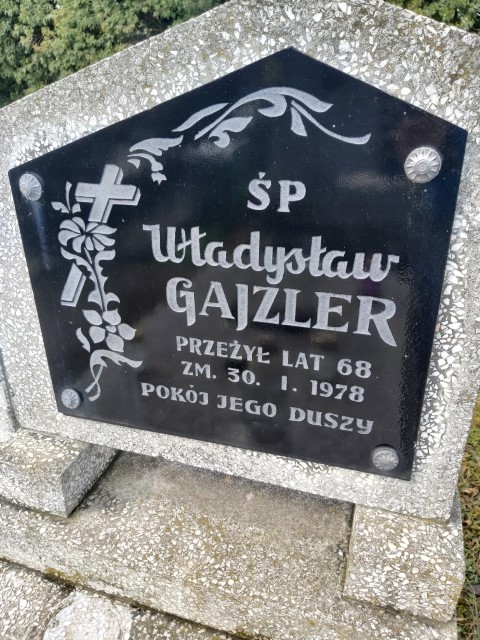 ŚP
Władysław
GAJZLER
PRZEŻYŁ LAT 68
ZM. 30. I. 1978
POKÓJ JEGO DUSZY